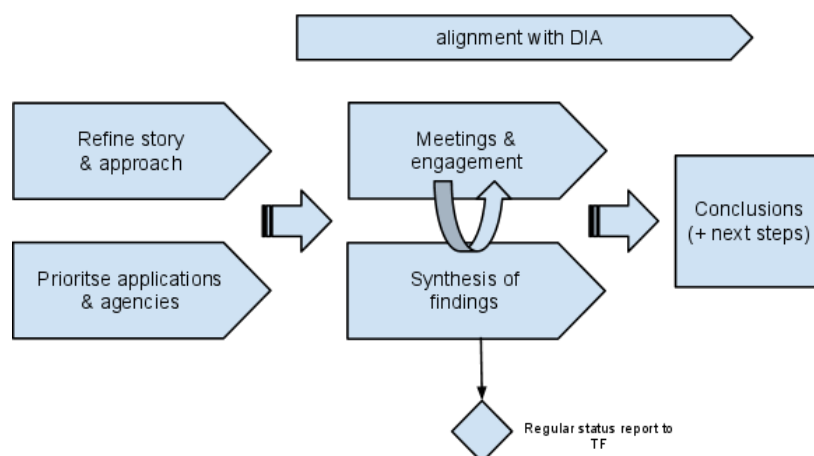 alignment with DIA
Refine story
& approach
Meetings &
engagement
Conclusions
(+ next steps)
Prioritse applications
& agencies
Synthesis of
findings
Regular status report to
TF